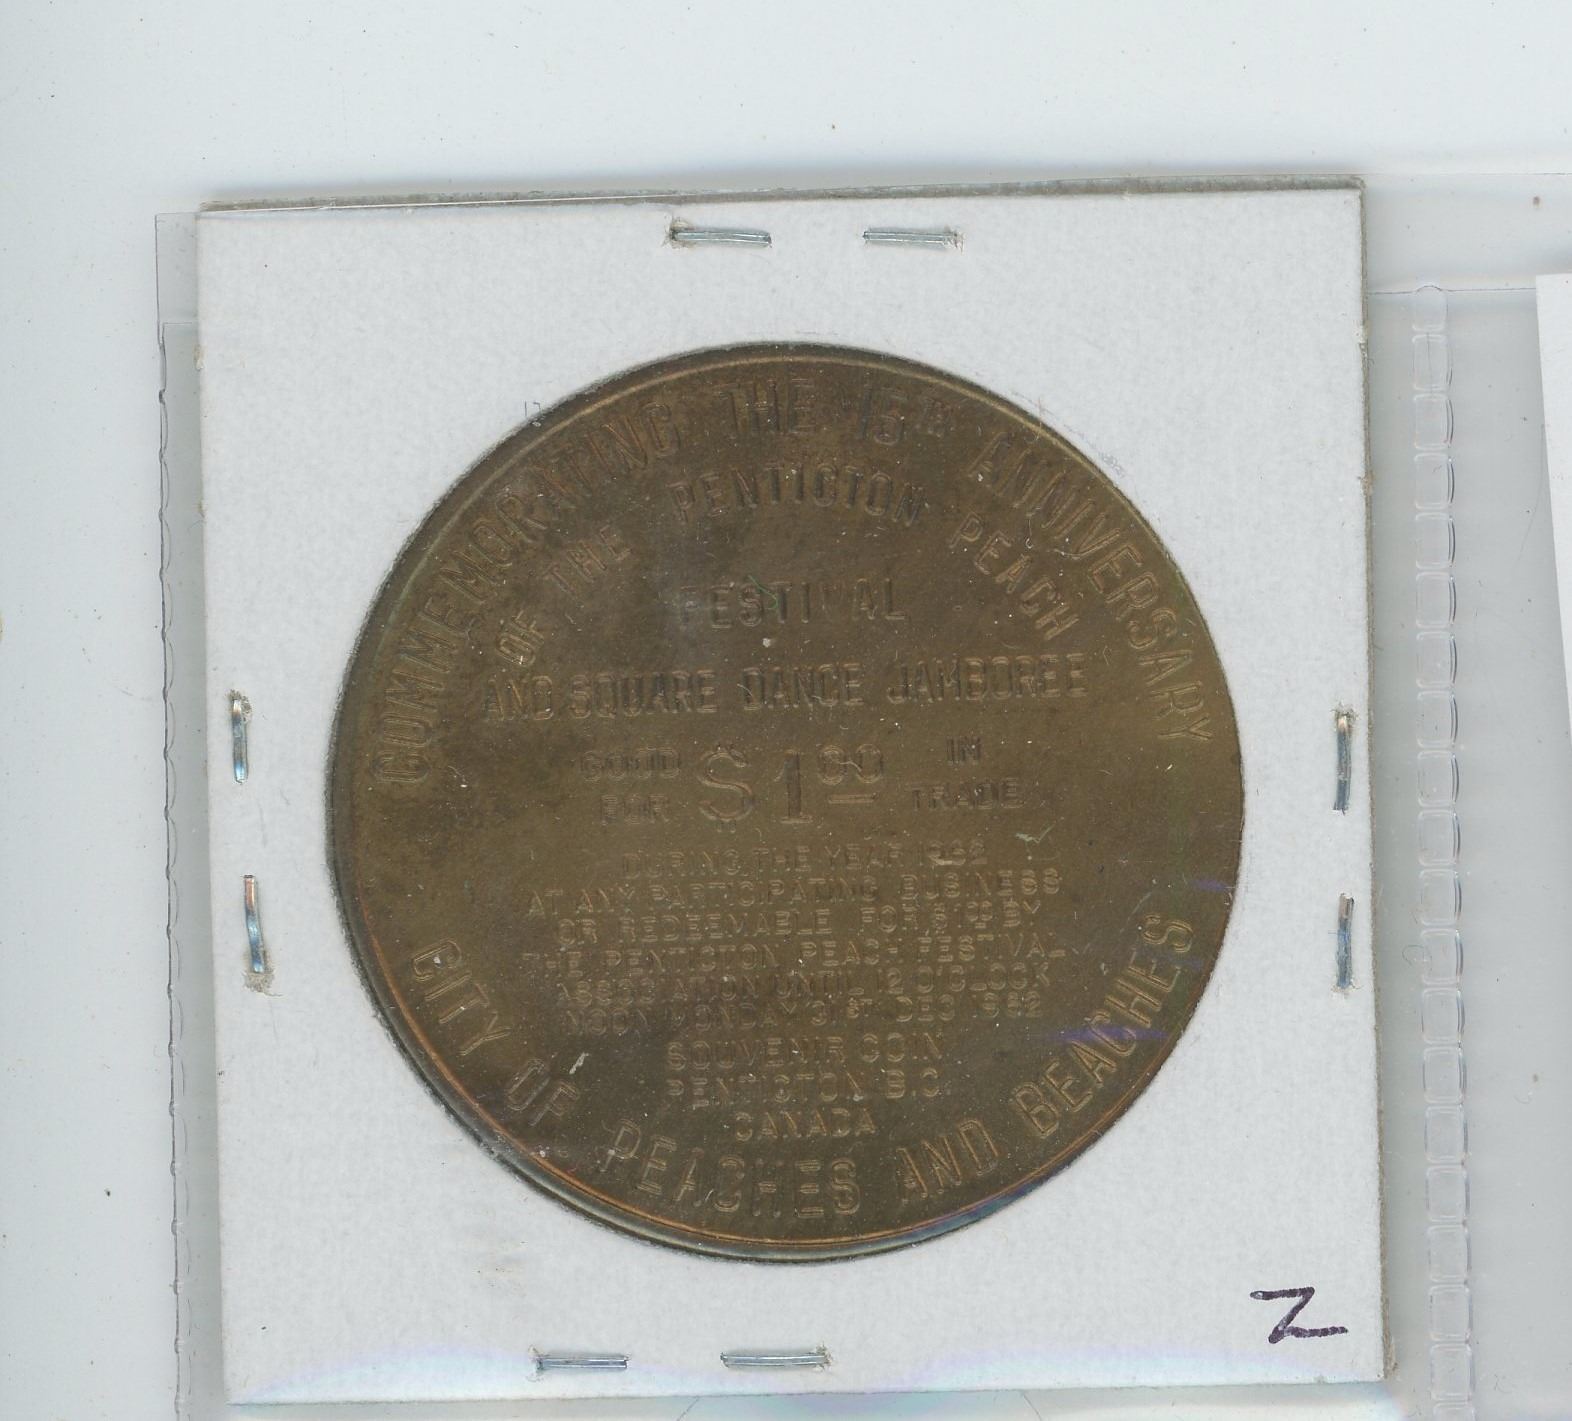 COMMEMORATING THE 15TH ANNIVERSARY
OF THE PENTICTON PEACH
FESTIVAL
AND SQUARE DANCE JAMBOREE
GOOD FOR $1.00 IN TRADE
DURING THE YEAR 1962
AT ANY PARTICIPATING BUSINESS
OR REDEEMABLE FOR $1.00 BY
THE PENTICTON PEACH FESTIVAL
ASSOCIATION UNTIL 12 O'CLOCK
NOON MONDAY 31ST DEC 1962
SOUVENIR COIN
PENTICTON B.C.
CANADA
CITY OF PEACHES AND BEACHES
Z